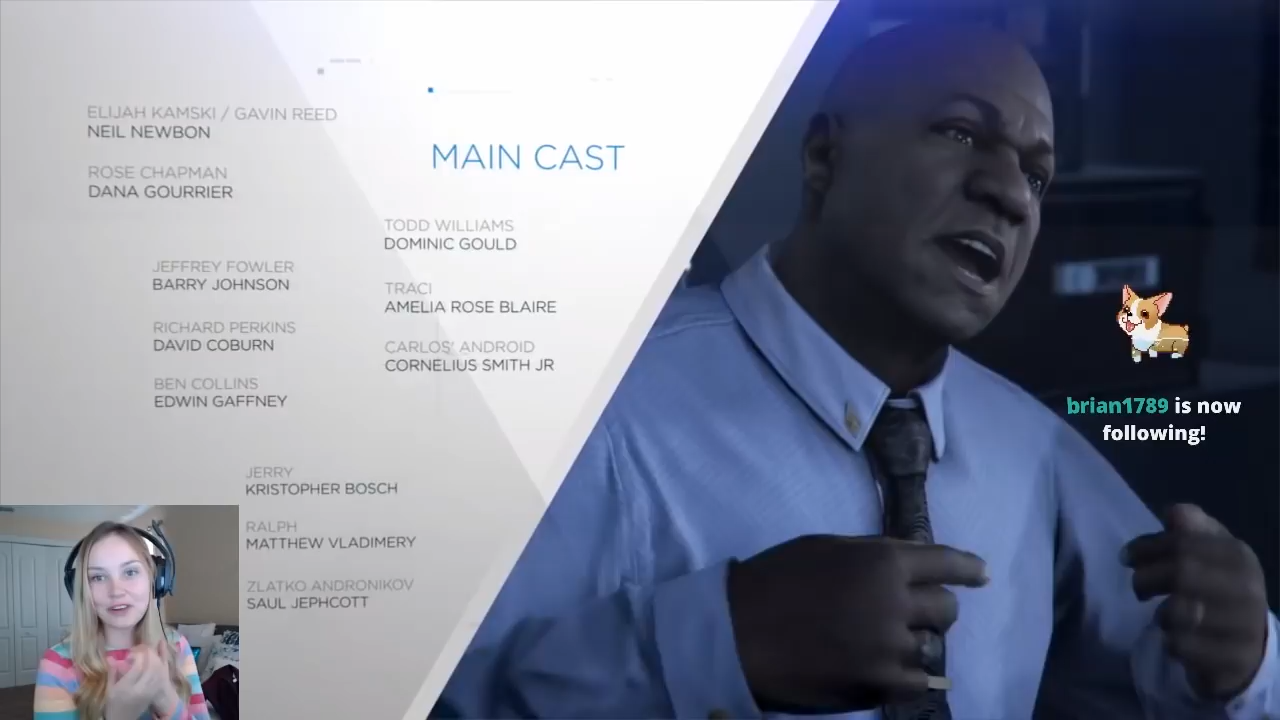 ELIJAH KAMSKI / GAVIN REED
NEIL NEWBON
ROSE CHAPMAN
DANA GOURRIER
JEFFREY FOWLER
BARRY JOHNSON
RICHARD PERKINS
DAVID COBURN
BEN COLLINS
EDWIN GAFFNEY
JERRY
KRISTOPHER BOSCH
RALPH
MATTHEW VLADIMERY
ZLATKO ANDRONIKOV
SAUL JEPHCOTT
MAIN CAST
TODD WILLIAMS
DOMINIC GOULD
TRACI
AMELIA ROSE BLAIRE
CARLOS' ANDROID
CORNELIUS SMITH JR
brian1789 is now
following!